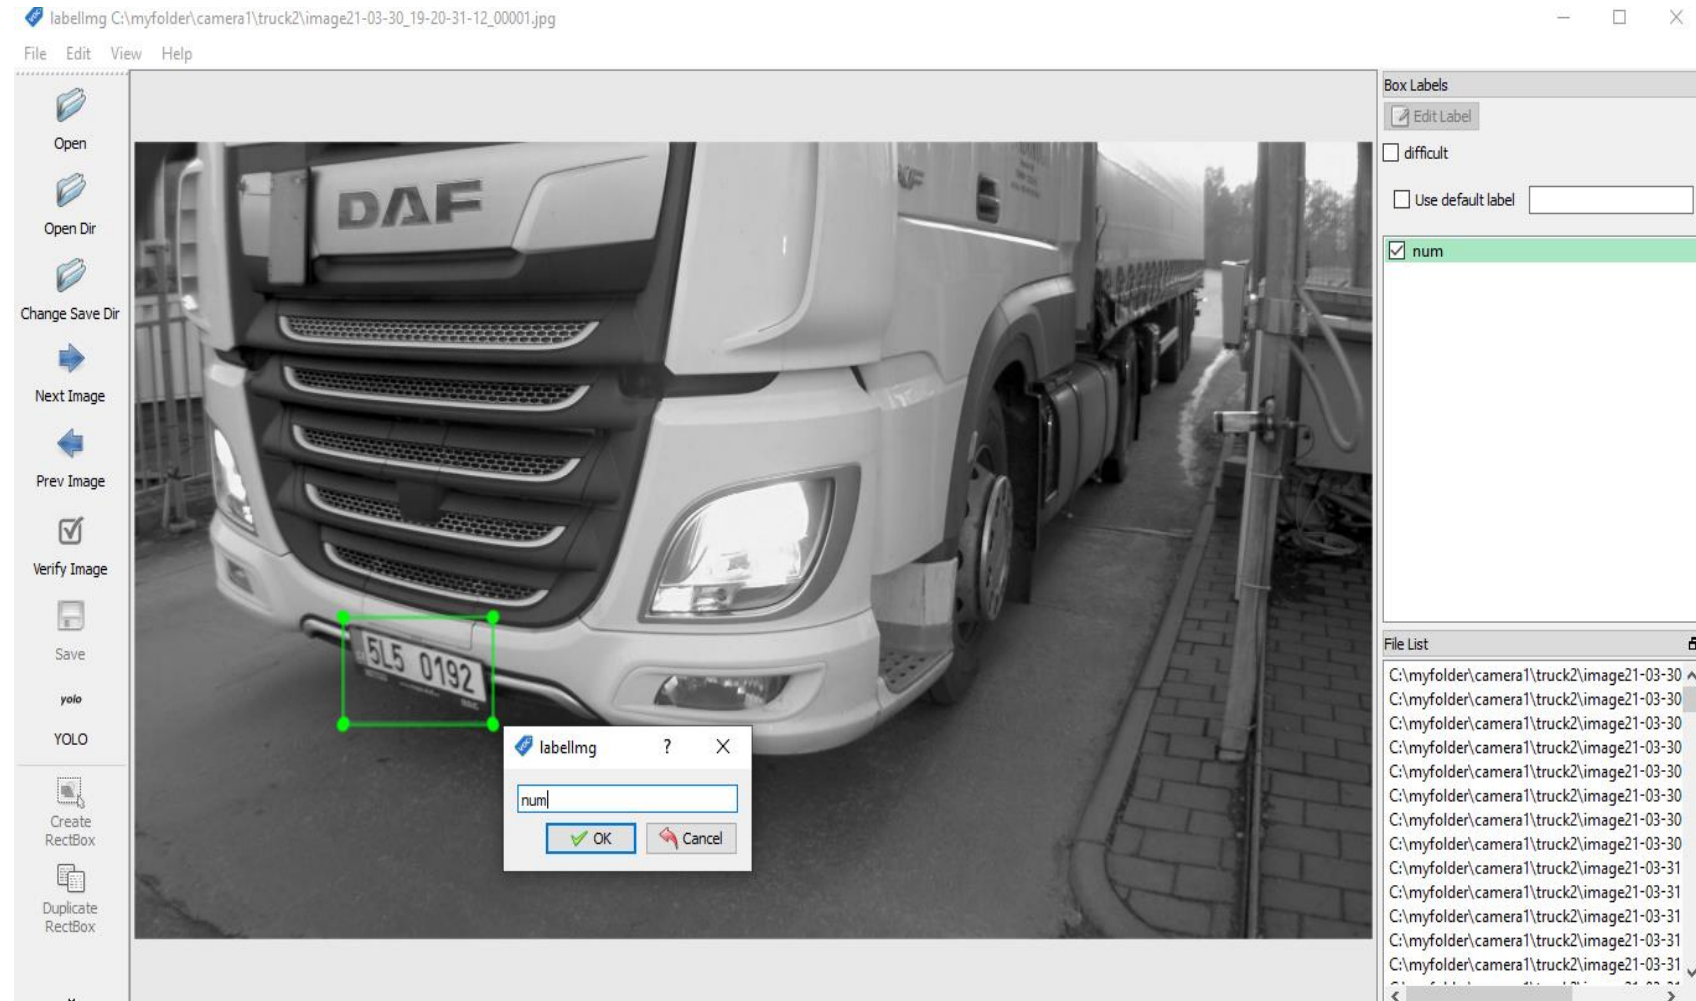 labelImg C:\myfolder\camera1\truck2\image21-03-30_19-20-31-12_00001.jpg
File Edit View Help
Open
Open Dir
Change Save Dir
Next Image
Prev Image
Verify Image
Save
yolo
YOLO
Create
RectBox
Duplicate
RectBox
DAF
5L5 0192
labelImg ? X
num
OK Cancel
Box Labels
Edit Label
difficult
Use default label
num
File List
C:\myfolder\camera1\truck2\image21-03-30
C:\myfolder\camera1\truck2\image21-03-30
C:\myfolder\camera1\truck2\image21-03-30
C:\myfolder\camera1\truck2\image21-03-30
C:\myfolder\camera1\truck2\image21-03-30
C:\myfolder\camera1\truck2\image21-03-30
C:\myfolder\camera1\truck2\image21-03-30
C:\myfolder\camera1\truck2\image21-03-30
C:\myfolder\camera1\truck2\image21-03-31
C:\myfolder\camera1\truck2\image21-03-31
C:\myfolder\camera1\truck2\image21-03-31
C:\myfolder\camera1\truck2\image21-03-31
C:\myfolder\camera1\truck2\image21-03-31